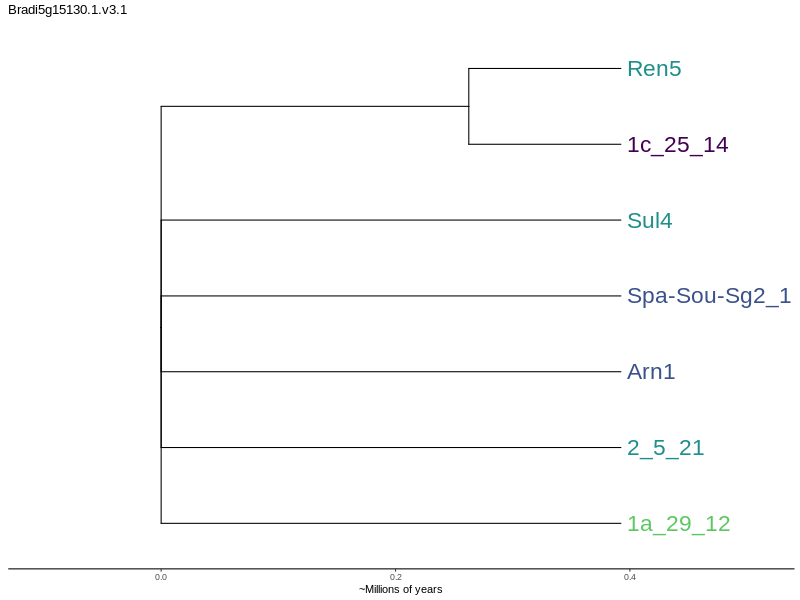 Bradi5g15130.1.v3.1
Ren5
1c_25_14
Sul4
Spa-Sou-Sg2_1
Arn1
2_5_21
1a_29_12
0.0 0.2 0.4
~Millions of years